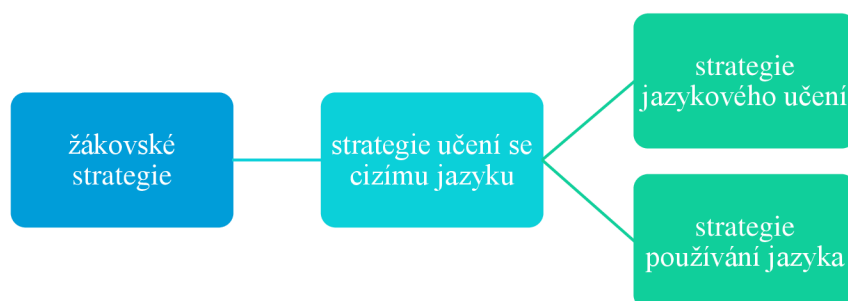 žákovské
strategie
strategie učení se
cizímu jazyku
strategie
jazykového učení
strategie
používání jazyka